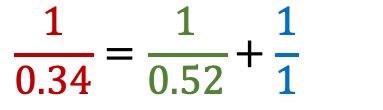 1/0.34 = 1/0.52 + 1/1